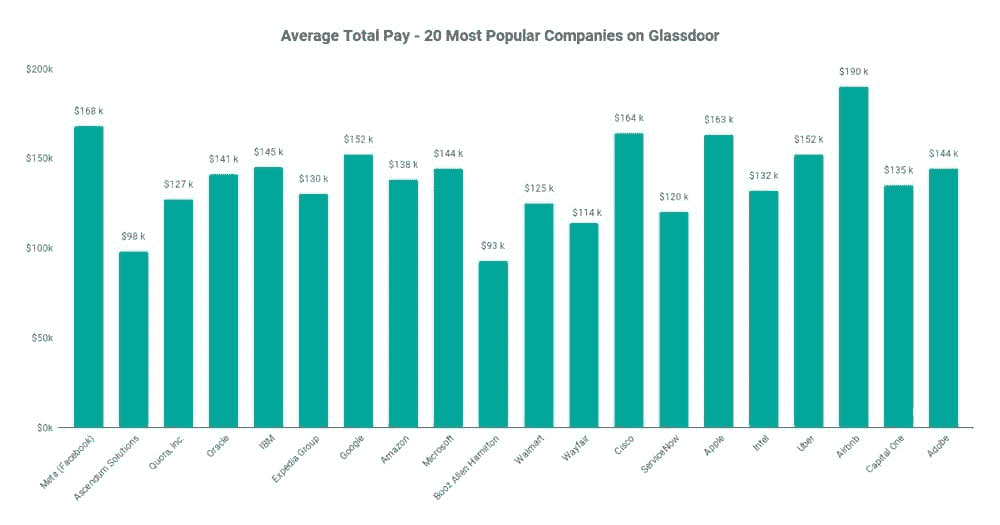 Average Total Pay - 20 Most Popular Companies on Glassdoor
$200k
$150k
$100k
$50k
$0k
$168 k
$98 k
$127 k
$141 k
$145 k
$130 k
$152 k
$138 k
$144 k
$93 k
$125 k
$114 k
$164 k
$120 k
$163 k
$132 k
$152 k
$190 k
$135 k
$144 k
Meta (Facebook)
Ascendum Solutions
Quora, Inc.
Oracle
IBM
Expedia Group
Google
Amazon
Microsoft
Booz Allen Hamilton
Walmart
Wayfair
Cisco
ServiceNow
Apple
Intel
Uber
Airbnb
Capital One
Adobe